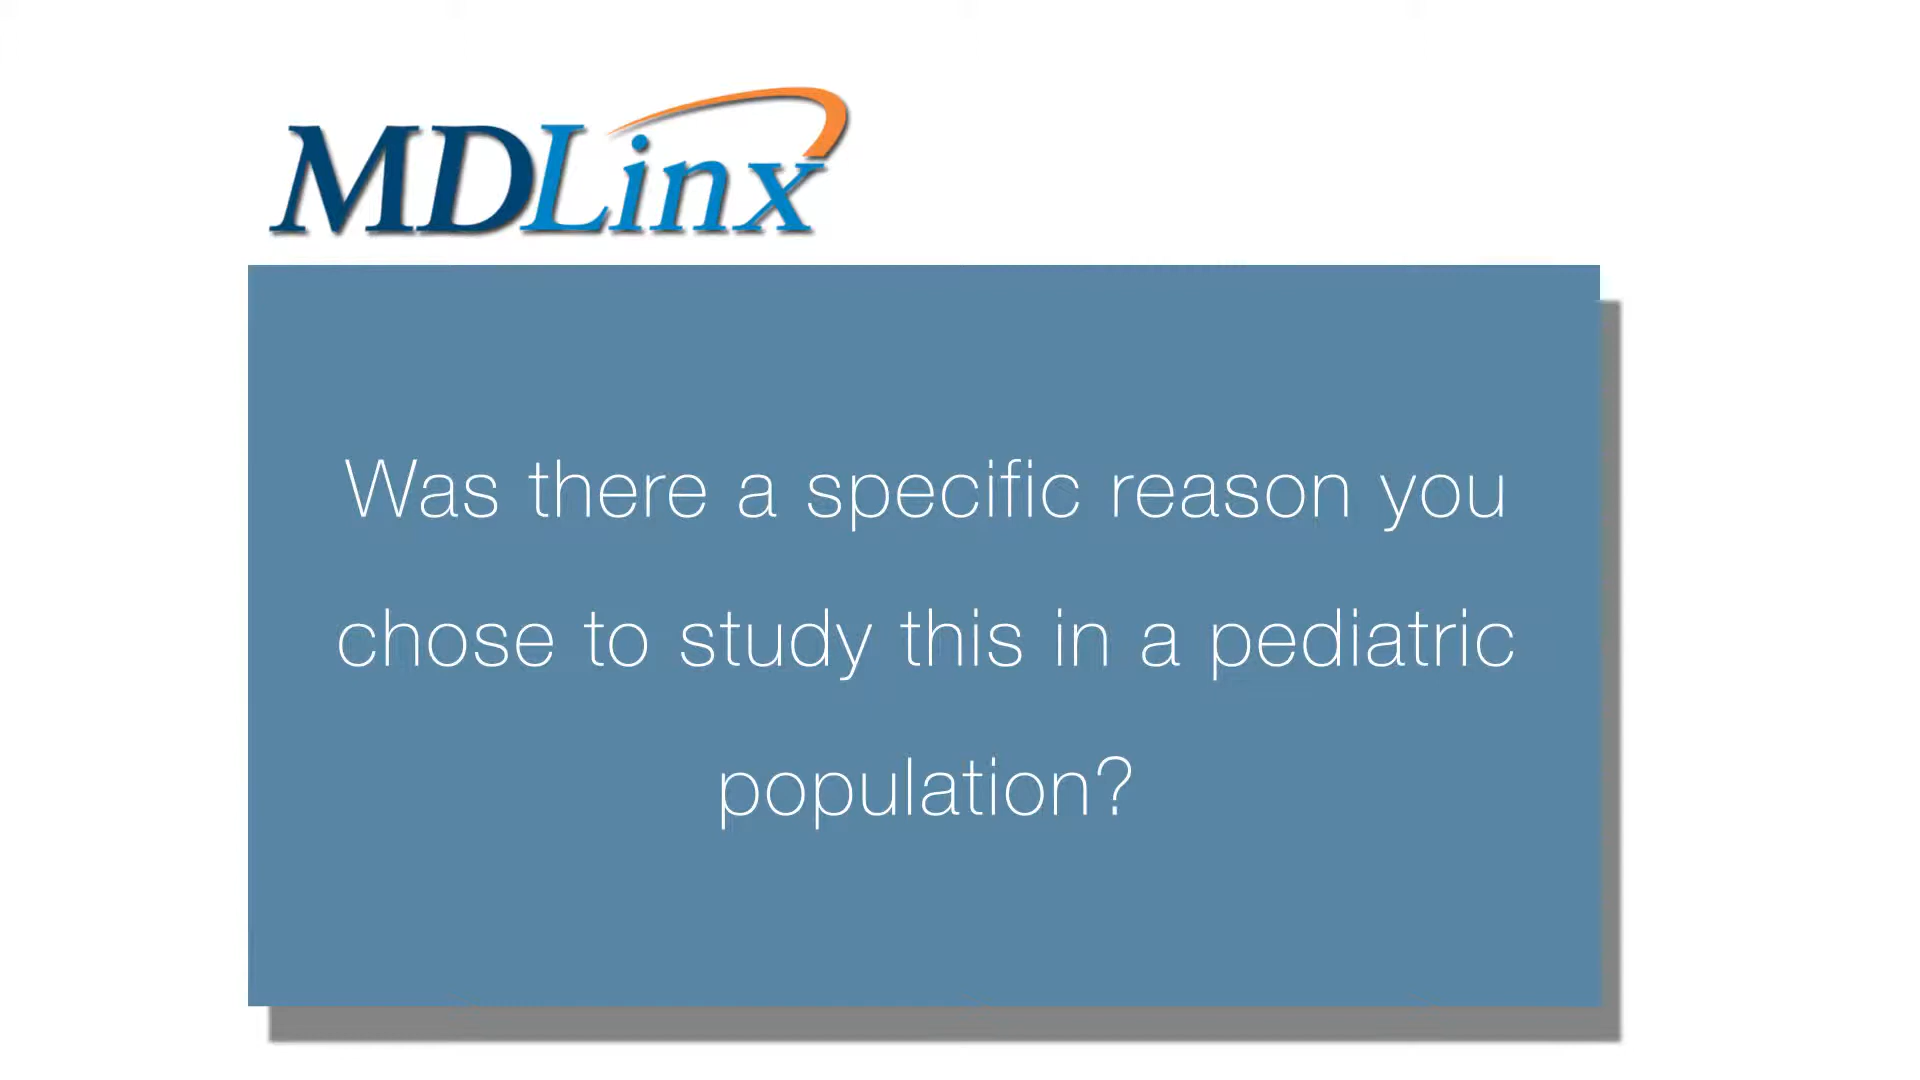 MDLinx
Was there a specific reason you
chose to study this in a pediatric
population?